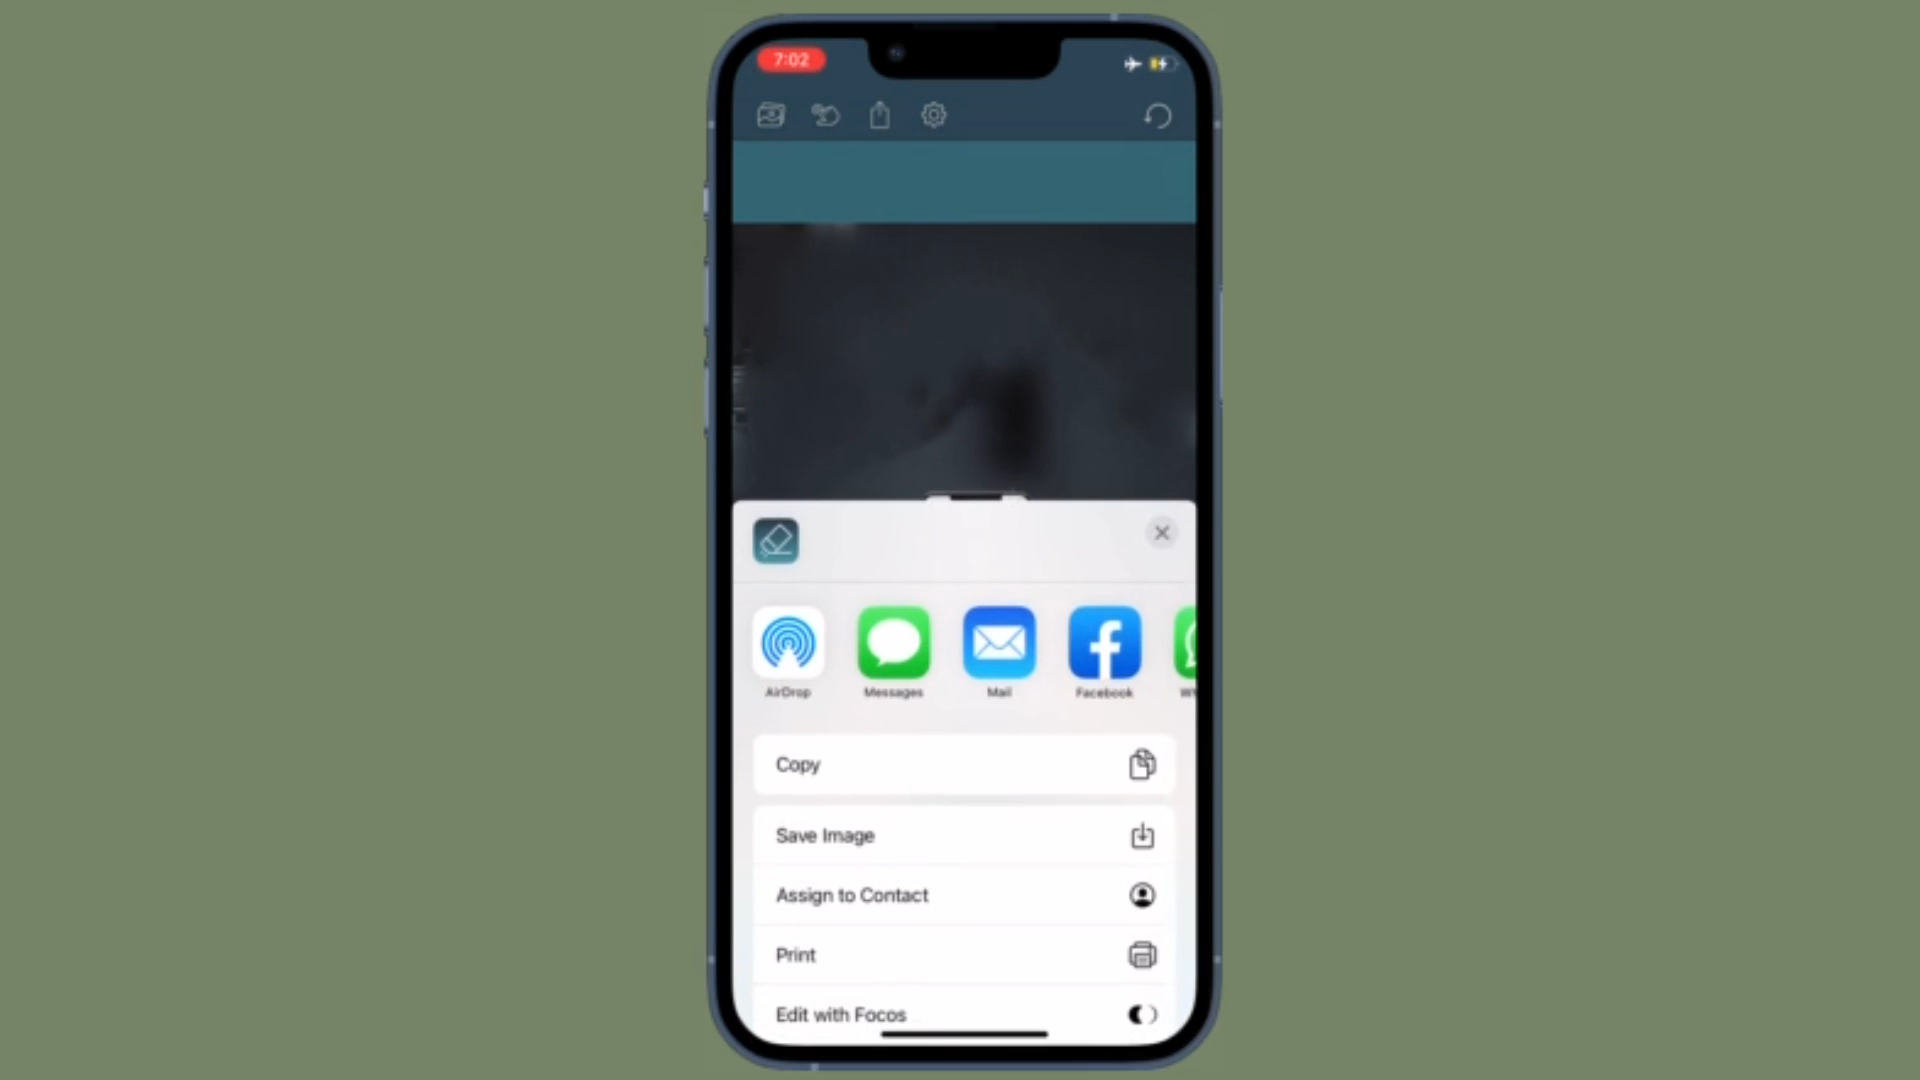 7:02
AirDrop
Messages
Mail
Facebook
Copy
Save Image
Assign to Contact
Print
Edit with Focos